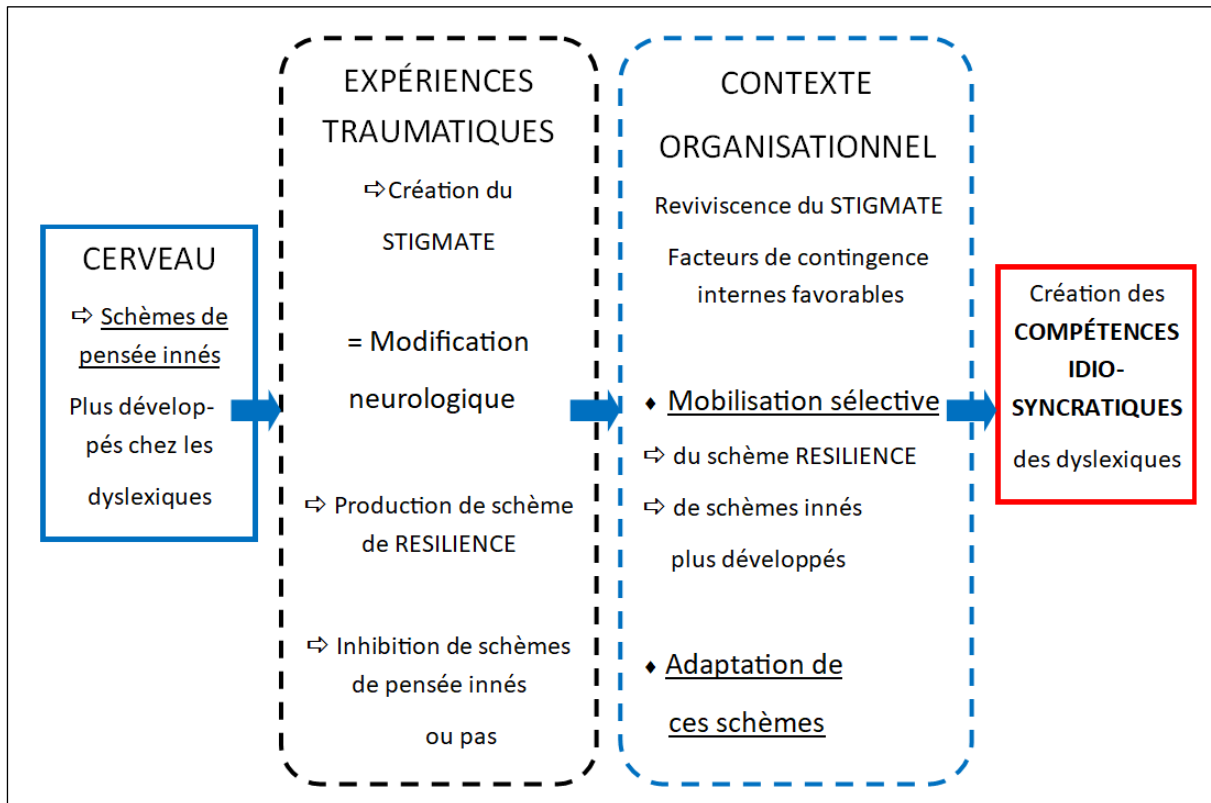 CERVEAU
⇨ Schèmes de
pensée innés
Plus dévelop-
pés chez les
dyslexiques
EXPÉRIENCES
TRAUMATIQUES
⇨Création du
STIGMATE
= Modification
neurologique
⇨ Production de schème
de RESILIENCE
⇨ Inhibition de schèmes
de pensée innés
ou pas
CONTEXTE
ORGANISATIONNEL
Reviviscence du STIGMATE
Facteurs de contingence
internes favorables
♦ Mobilisation sélective
⇨ du schème RESILIENCE
⇨ de schèmes innés
plus développés
♦ Adaptation de
ces schèmes
Création des
COMPÉTENCES
IDIO-
SYNCRATIQUES
des dyslexiques